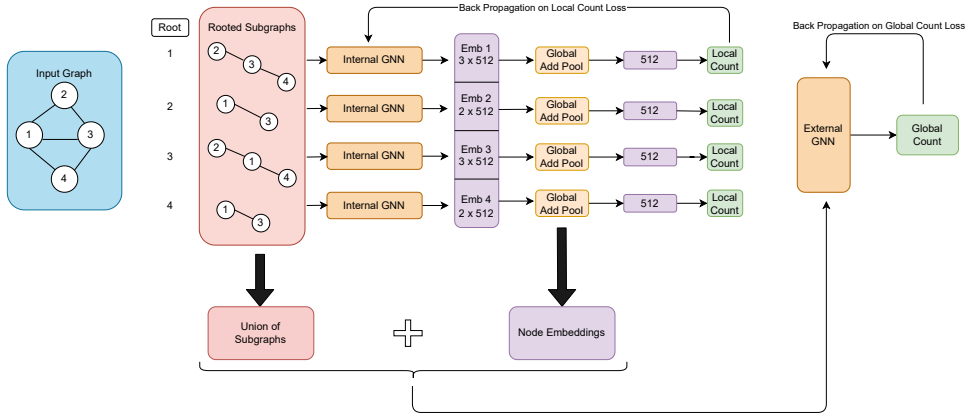 Back Propagation on Local Count Loss
Back Propagation on Global Count Loss
Root
Rooted Subgraphs
Input Graph
2
1
3
4
1
2
3
4
Internal GNN
Emb 1
3 x 512
Global
Add Pool
512
Local
Count
2
1
3
Internal GNN
Emb 2
2 x 512
Global
Add Pool
512
Local
Count
3
2
1
4
Internal GNN
Emb 3
3 x 512
Global
Add Pool
512
Local
Count
4
1
3
Internal GNN
Emb 4
2 x 512
Global
Add Pool
512
Local
Count
External
GNN
Global
Count
Union of
Subgraphs
Node Embeddings